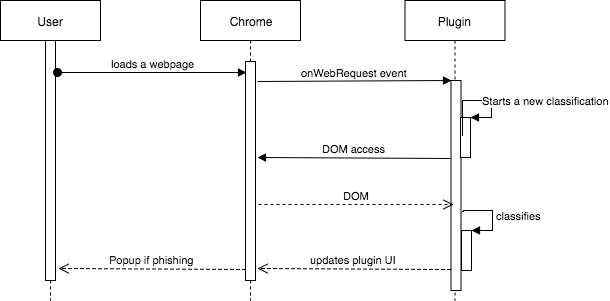 User
Chrome
Plugin
loads a webpage
onWebRequest event
Starts a new classification
DOM access
DOM
classifies
Popup if phishing
updates plugin UI